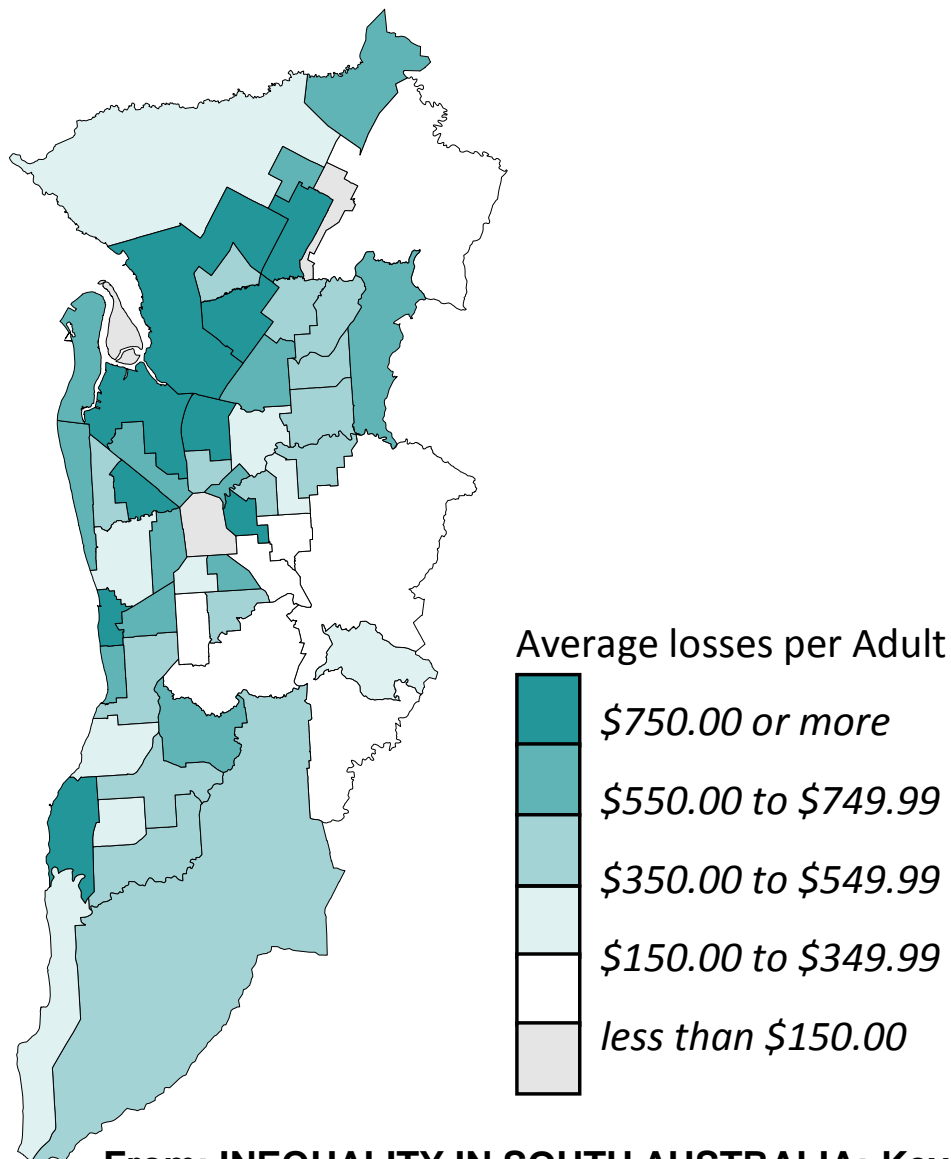 Average losses per Adult
$750.00 or more
$550.00 to $749.99
$350.00 to $549.99
$150.00 to $349.99
less than $150.00
From: INEQUALITY IN SOUTH AUSTRALIA: Key